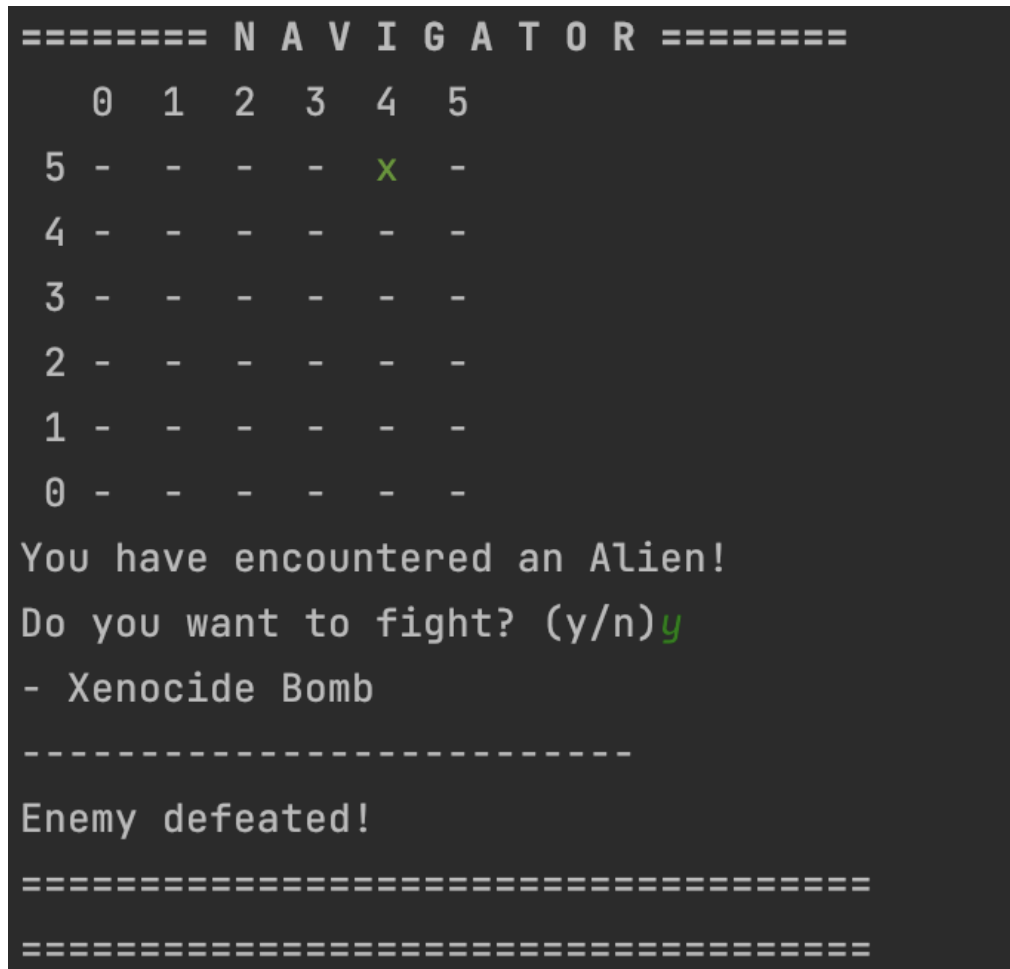 ======== N A V I G A T O R ========
   0  1  2  3  4  5
 5 -  -  -  -  x  -
 4 -  -  -  -  -  -
 3 -  -  -  -  -  -
 2 -  -  -  -  -  -
 1 -  -  -  -  -  -
 0 -  -  -  -  -  -
You have encountered an Alien!
Do you want to fight? (y/n)y
- Xenocide Bomb
--------------------------
Enemy defeated!
====================================
====================================